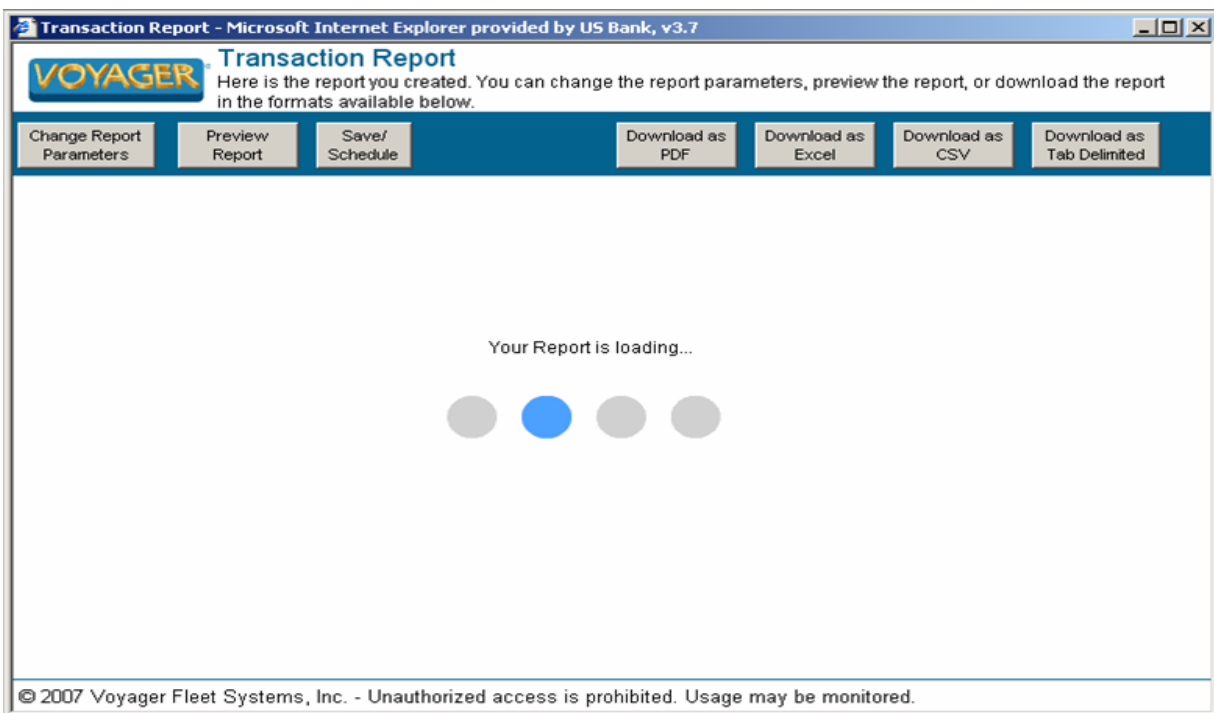 Transaction Report - Microsoft Internet Explorer provided by US Bank, v3.7
VOYAGER
Transaction Report
Here is the report you created. You can change the report parameters, preview the report, or download the report
in the formats available below.
Change Report Parameters
Preview Report
Save/ Schedule
Download as PDF
Download as Excel
Download as CSV
Download as Tab Delimited
Your Report is loading...
© 2007 Voyager Fleet Systems, Inc. - Unauthorized access is prohibited. Usage may be monitored.